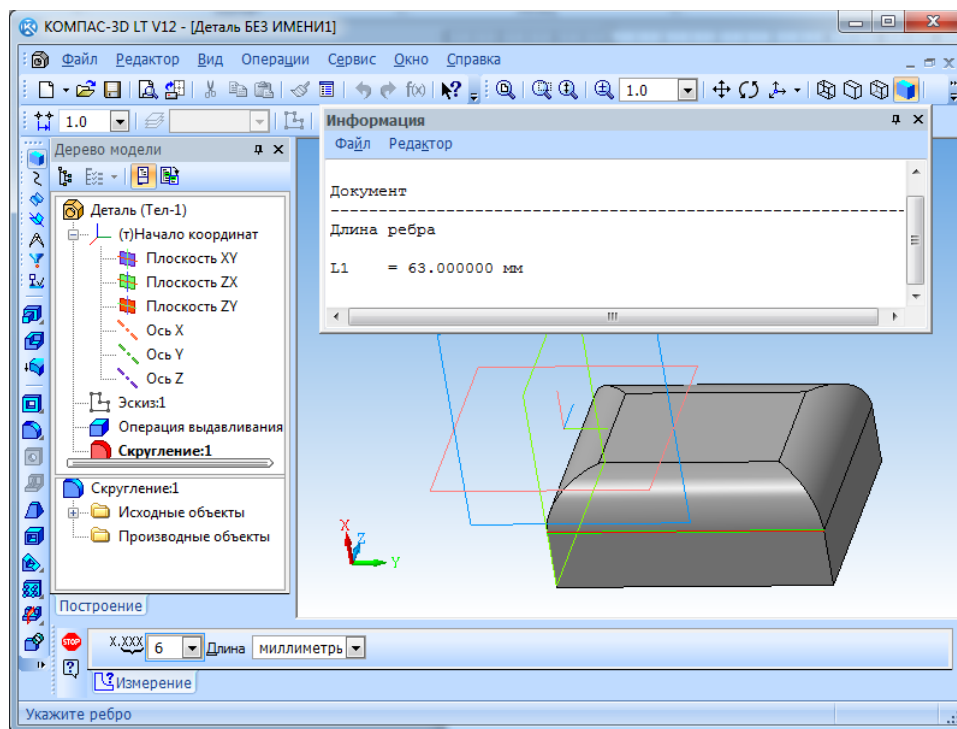 КОМПАС-3D LT V12 - [Деталь БЕЗ ИМЕНИ1]
Файл Редактор Вид Операции Сервис Окно Справка
1.0
1.0
Информация
Файл Редактор
Документ
Длина ребра
L1 = 63.000000 мм
Дерево модели
Деталь (Тел-1)
(т)Начало координат
Плоскость XY
Плоскость ZX
Плоскость ZY
Ось X
Ось Y
Ось Z
Эскиз:1
Операция выдавливания
Скругление:1
Скругление:1
Исходные объекты
Производные объекты
Построение
X
Z
Y
STOP X.XXX 6 Длина миллиметры
Измерение
Укажите ребро